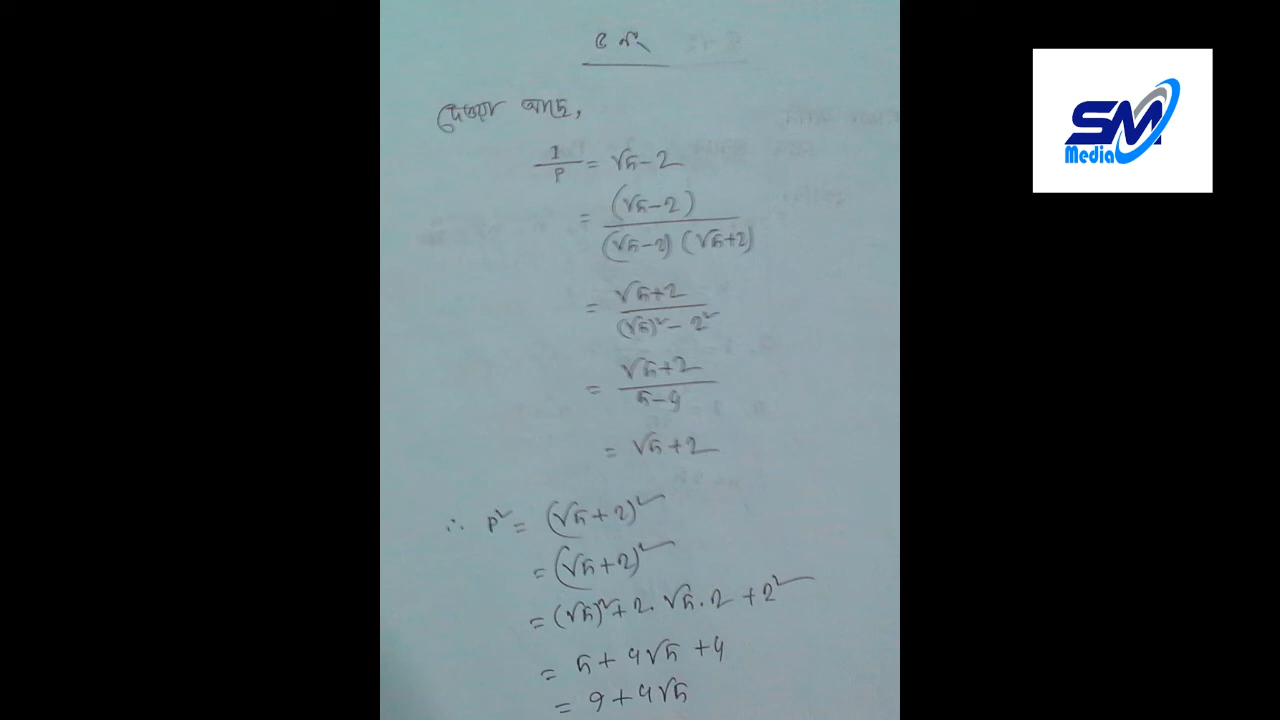 ৫ নং
দেওয়া আছে,
1/P = √5 - 2
= (√5 - 2) / (√5 - 2) (√5 + 2)
= √5 + 2 / (√5)² - 2²
= √5 + 2 / 5 - 4
= √5 + 2
∴ P² = (√5 + 2)²
= (√5 + 2)²
= (√5)² + 2. √5. 2 + 2²
= 5 + 4√5 + 4
= 9 + 4√5
SM
Media